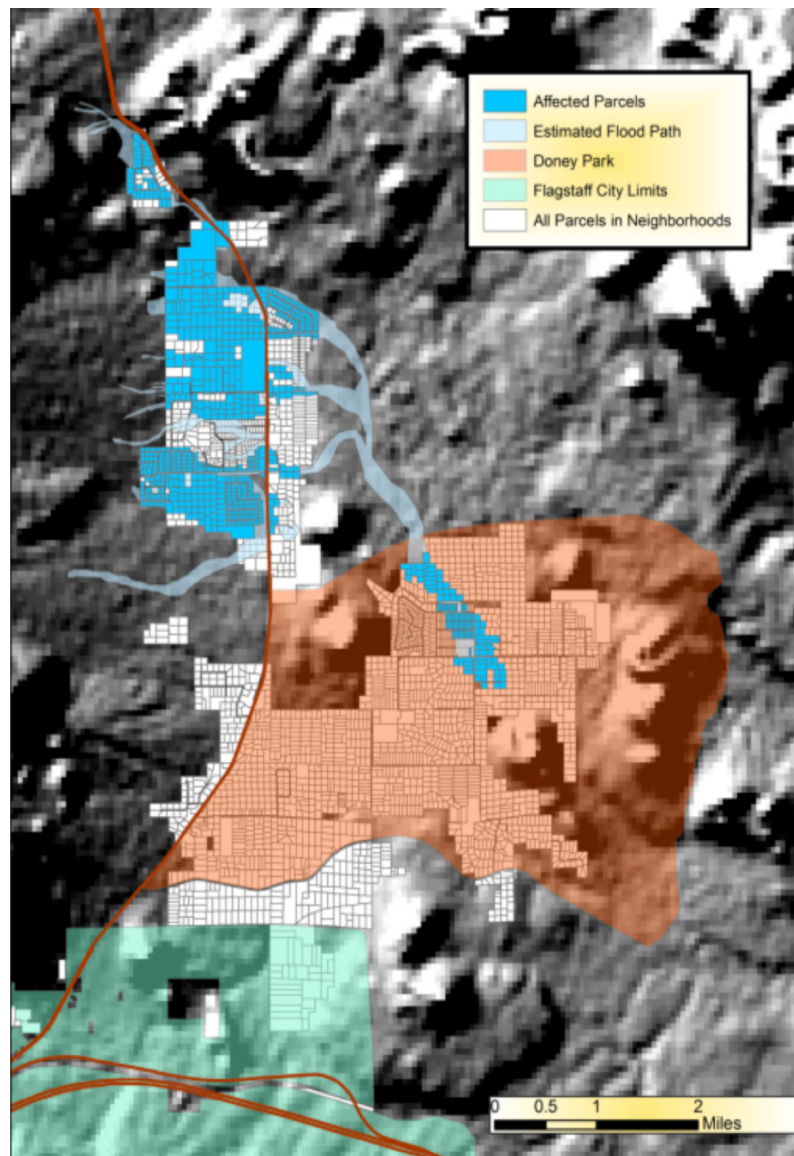 Affected Parcels
Estimated Flood Path
Doney Park
Flagstaff City Limits
All Parcels in Neighborhoods
0 0.5 1 2
Miles